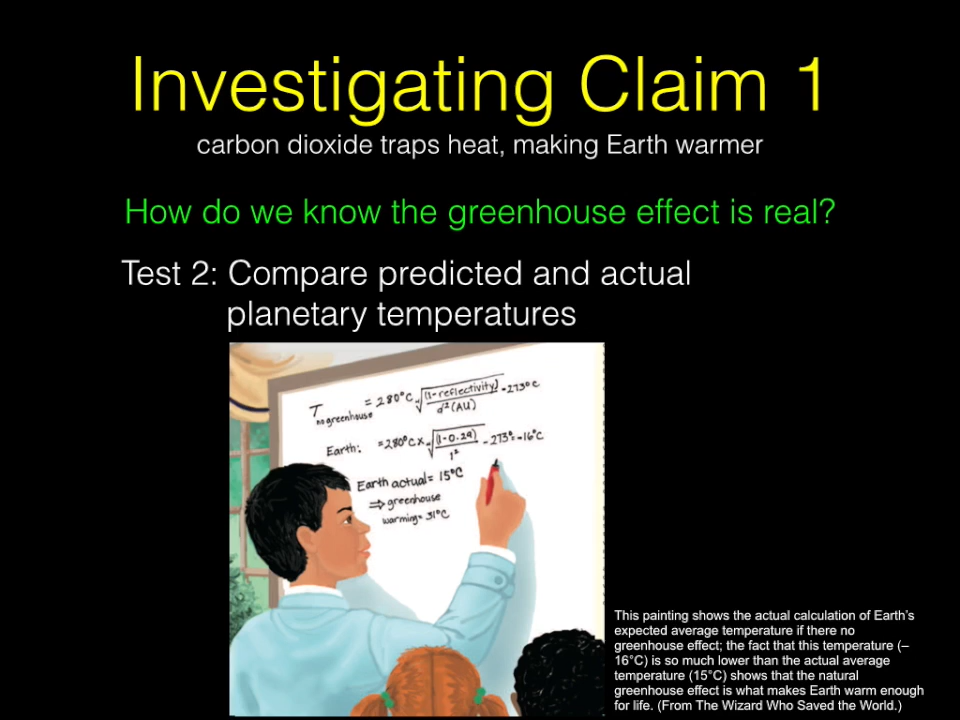 Investigating Claim 1
carbon dioxide traps heat, making Earth warmer
How do we know the greenhouse effect is real?
Test 2: Compare predicted and actual
planetary temperatures
T no greenhouse = 280°C ∜(1-reflectivity)/d²(AU) -273°C
Earth: =280°C x ∜(1-0.29)/1² -273°=-16°C
Earth actual= 15°C
⇒ greenhouse
warming= 31°C
This painting shows the actual calculation of Earth's
expected average temperature if there no
greenhouse effect; the fact that this temperature (–
16°C) is so much lower than the actual average
temperature (15°C) shows that the natural
greenhouse effect is what makes Earth warm enough
for life. (From The Wizard Who Saved the World.)